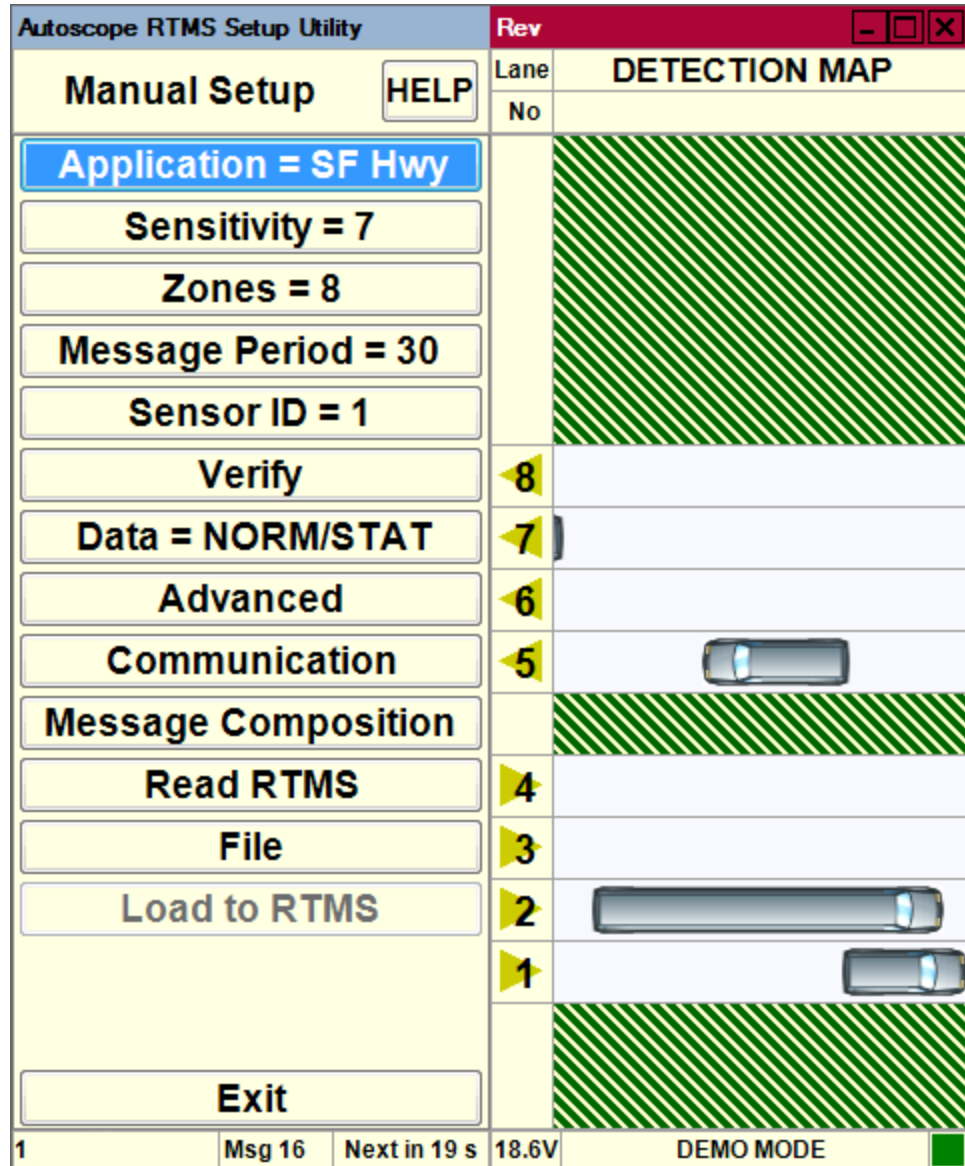 Autoscope RTMS Setup Utility
Rev
Manual Setup
HELP
Lane
No
DETECTION MAP
Application = SF Hwy
Sensitivity = 7
Zones = 8
Message Period = 30
Sensor ID = 1
Verify
8
Data = NORM/STAT
7
Advanced
6
Communication
5
Message Composition
Read RTMS
4
File
3
Load to RTMS
2
1
Exit
1
Msg 16
Next in 19 s
18.6V
DEMO MODE